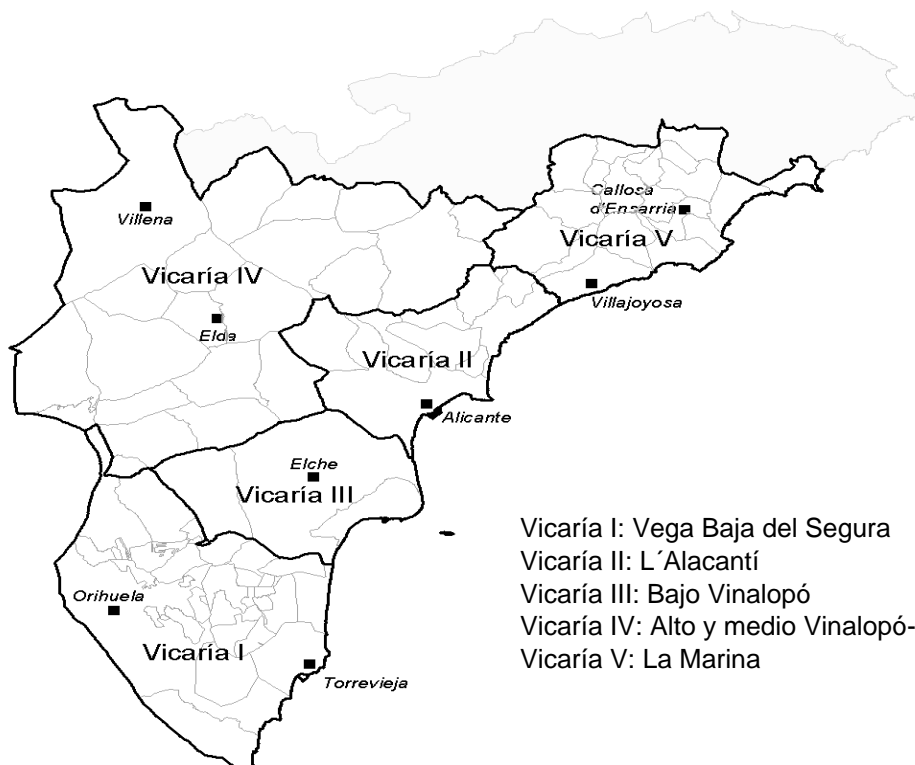 Villena
Callosa
d'Ensarria
Vicaría V
Vicaría IV
Villajoyosa
Elda
Vicaría II
Alicante
Elche
Vicaría III
Orihuela
Vicaría I
Torrevieja
Vicaría I: Vega Baja del Segura
Vicaría II: L´Alacantí
Vicaría III: Bajo Vinalopó
Vicaría IV: Alto y medio Vinalopó-
Vicaría V: La Marina